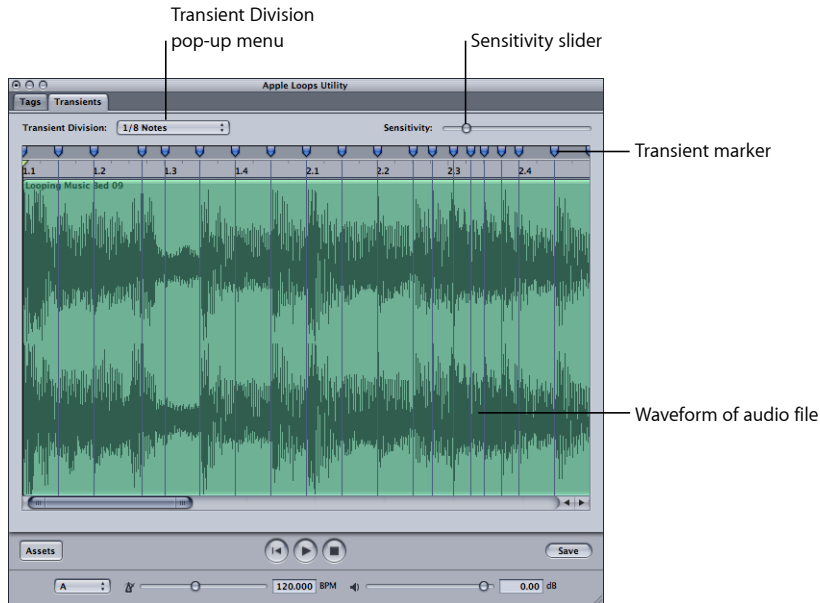 Transient Division
pop-up menu
Sensitivity slider
Apple Loops Utility
Tags Transients
Transient Division: 1/8 Notes Sensitivity:
Transient marker
1.1 1.2 1.3 1.4 2.1 2.2 2.3 2.4
Looping Music Bed 09
Waveform of audio file
Assets Save
A 120.000 BPM 0.00 dB